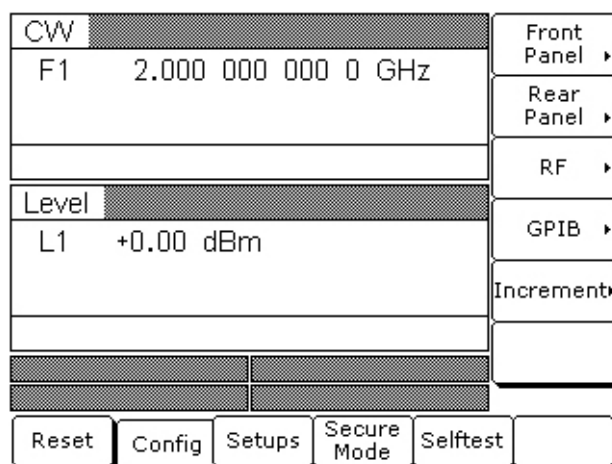 CW
F1 2.000 000 000 0 GHz
Level
L1 +0.00 dBm
Front
Panel
Rear
Panel
RF
GPIB
Increment
Reset
Config
Setups
Secure
Mode
Selftest